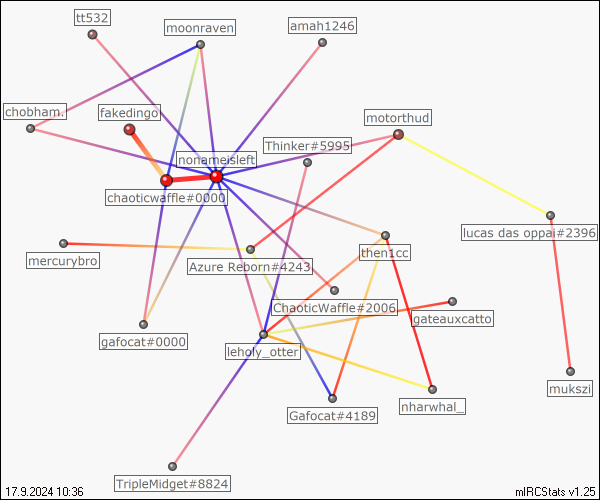 tt532
moonraven
amah1246
chobham.
fakedingo
motorthud
Thinker#5995
nonameisleft
chaoticwaffle#0000
lucas das oppai#2396
then1cc
mercurybro
Azure Reborn#4243
ChaoticWaffle#2006
gateauxcatto
gafocat#0000
leholy_otter
mukszi
nharwhal_
Gafocat#4189
TripleMidget#8824
17.9.2024 10:36
mIRCStats v1.25